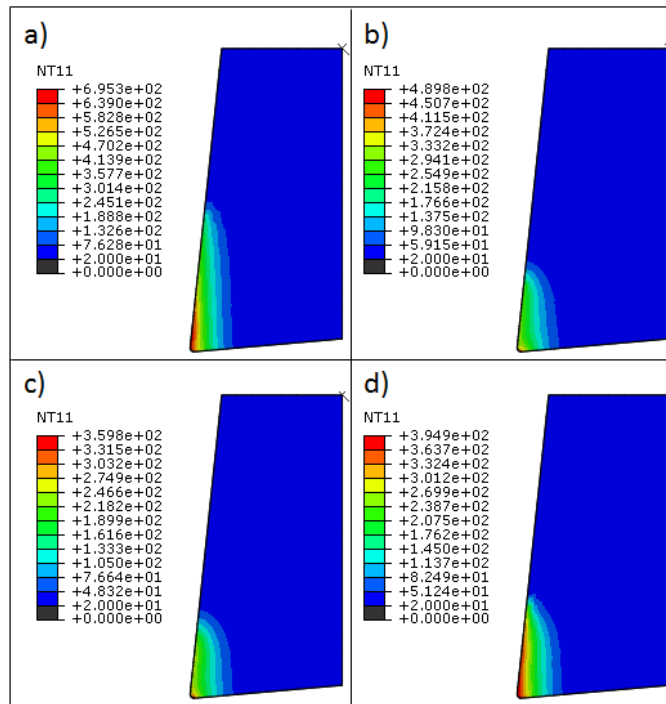 a)
NT11
+6.953e+02
+6.390e+02
+5.828e+02
+5.265e+02
+4.702e+02
+4.139e+02
+3.577e+02
+3.014e+02
+2.451e+02
+1.888e+02
+1.326e+02
+7.628e+01
+2.000e+01
+0.000e+00
b)
NT11
+4.898e+02
+4.507e+02
+4.115e+02
+3.724e+02
+3.332e+02
+2.941e+02
+2.549e+02
+2.158e+02
+1.766e+02
+1.375e+02
+9.830e+01
+5.915e+01
+2.000e+01
+0.000e+00
c)
NT11
+3.598e+02
+3.315e+02
+3.032e+02
+2.749e+02
+2.466e+02
+2.182e+02
+1.899e+02
+1.616e+02
+1.333e+02
+1.050e+02
+7.664e+01
+4.832e+01
+2.000e+01
+0.000e+00
d)
NT11
+3.949e+02
+3.637e+02
+3.324e+02
+3.012e+02
+2.699e+02
+2.387e+02
+2.075e+02
+1.762e+02
+1.450e+02
+1.137e+02
+8.249e+01
+5.124e+01
+2.000e+01
+0.000e+00